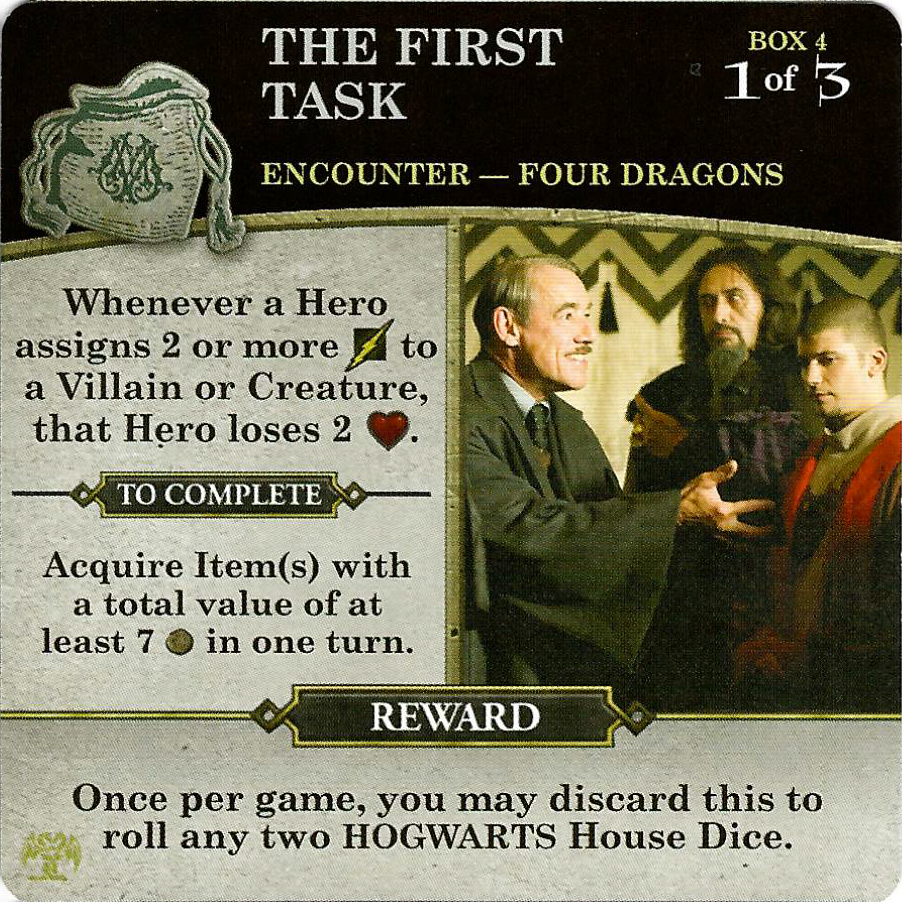 THE FIRST
TASK
BOX 4
1 of 3
ENCOUNTER — FOUR DRAGONS
Whenever a Hero
assigns 2 or more to
a Villain or Creature,
that Hero loses 2 .
TO COMPLETE
Acquire Item(s) with
a total value of at
least 7 in one turn.
REWARD
Once per game, you may discard this to
roll any two HOGWARTS House Dice.